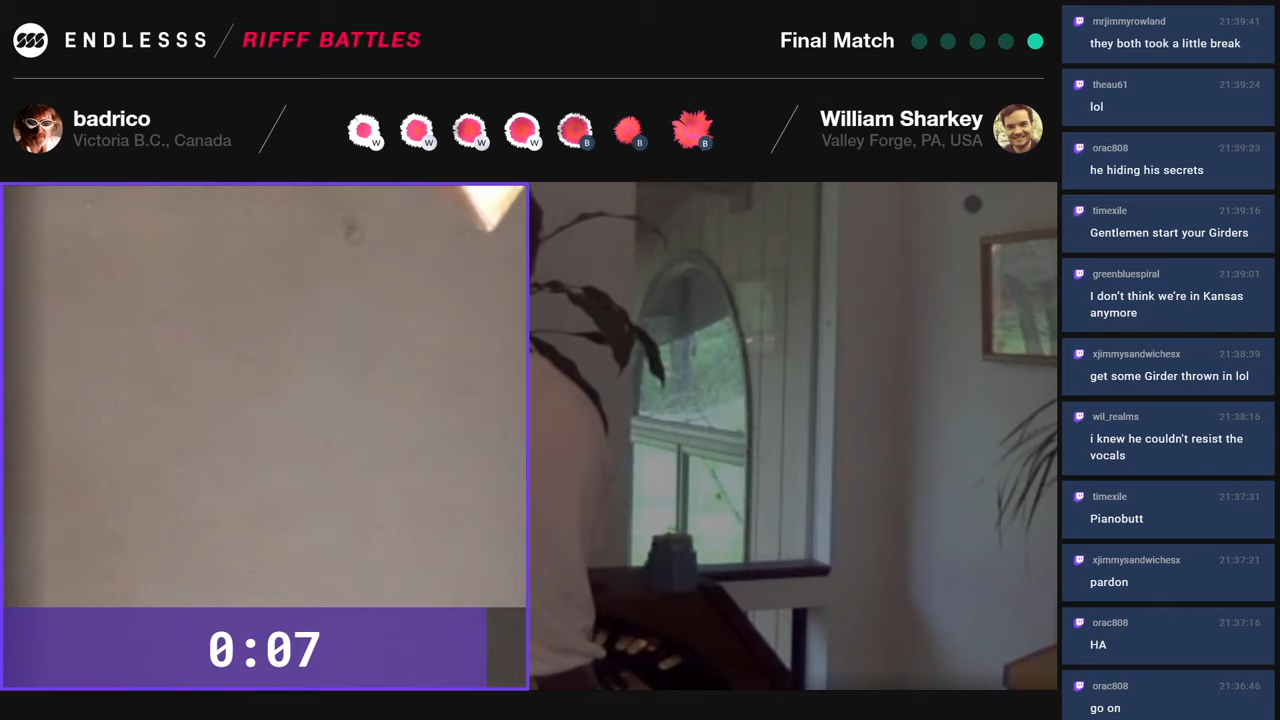 ENDLESSS
RIFFF BATTLES
Final Match
badrico
Victoria B.C., Canada
W
W
W
W
B
B
B
William Sharkey
Valley Forge, PA, USA
0:07
mrjimmyrowland 21:39:41
they both took a little break
theau61 21:39:24
lol
orac808 21:39:23
he hiding his secrets
timexile 21:39:16
Gentlemen start your Girders
greenbluespiral 21:39:01
I don't think we're in Kansas
anymore
xjimmysandwichesx 21:38:39
get some Girder thrown in lol
wil_realms 21:38:16
i knew he couldn't resist the
vocals
timexile 21:37:31
Pianobutt
xjimmysandwichesx 21:37:21
pardon
orac808 21:37:16
HA
orac808 21:36:46
go on